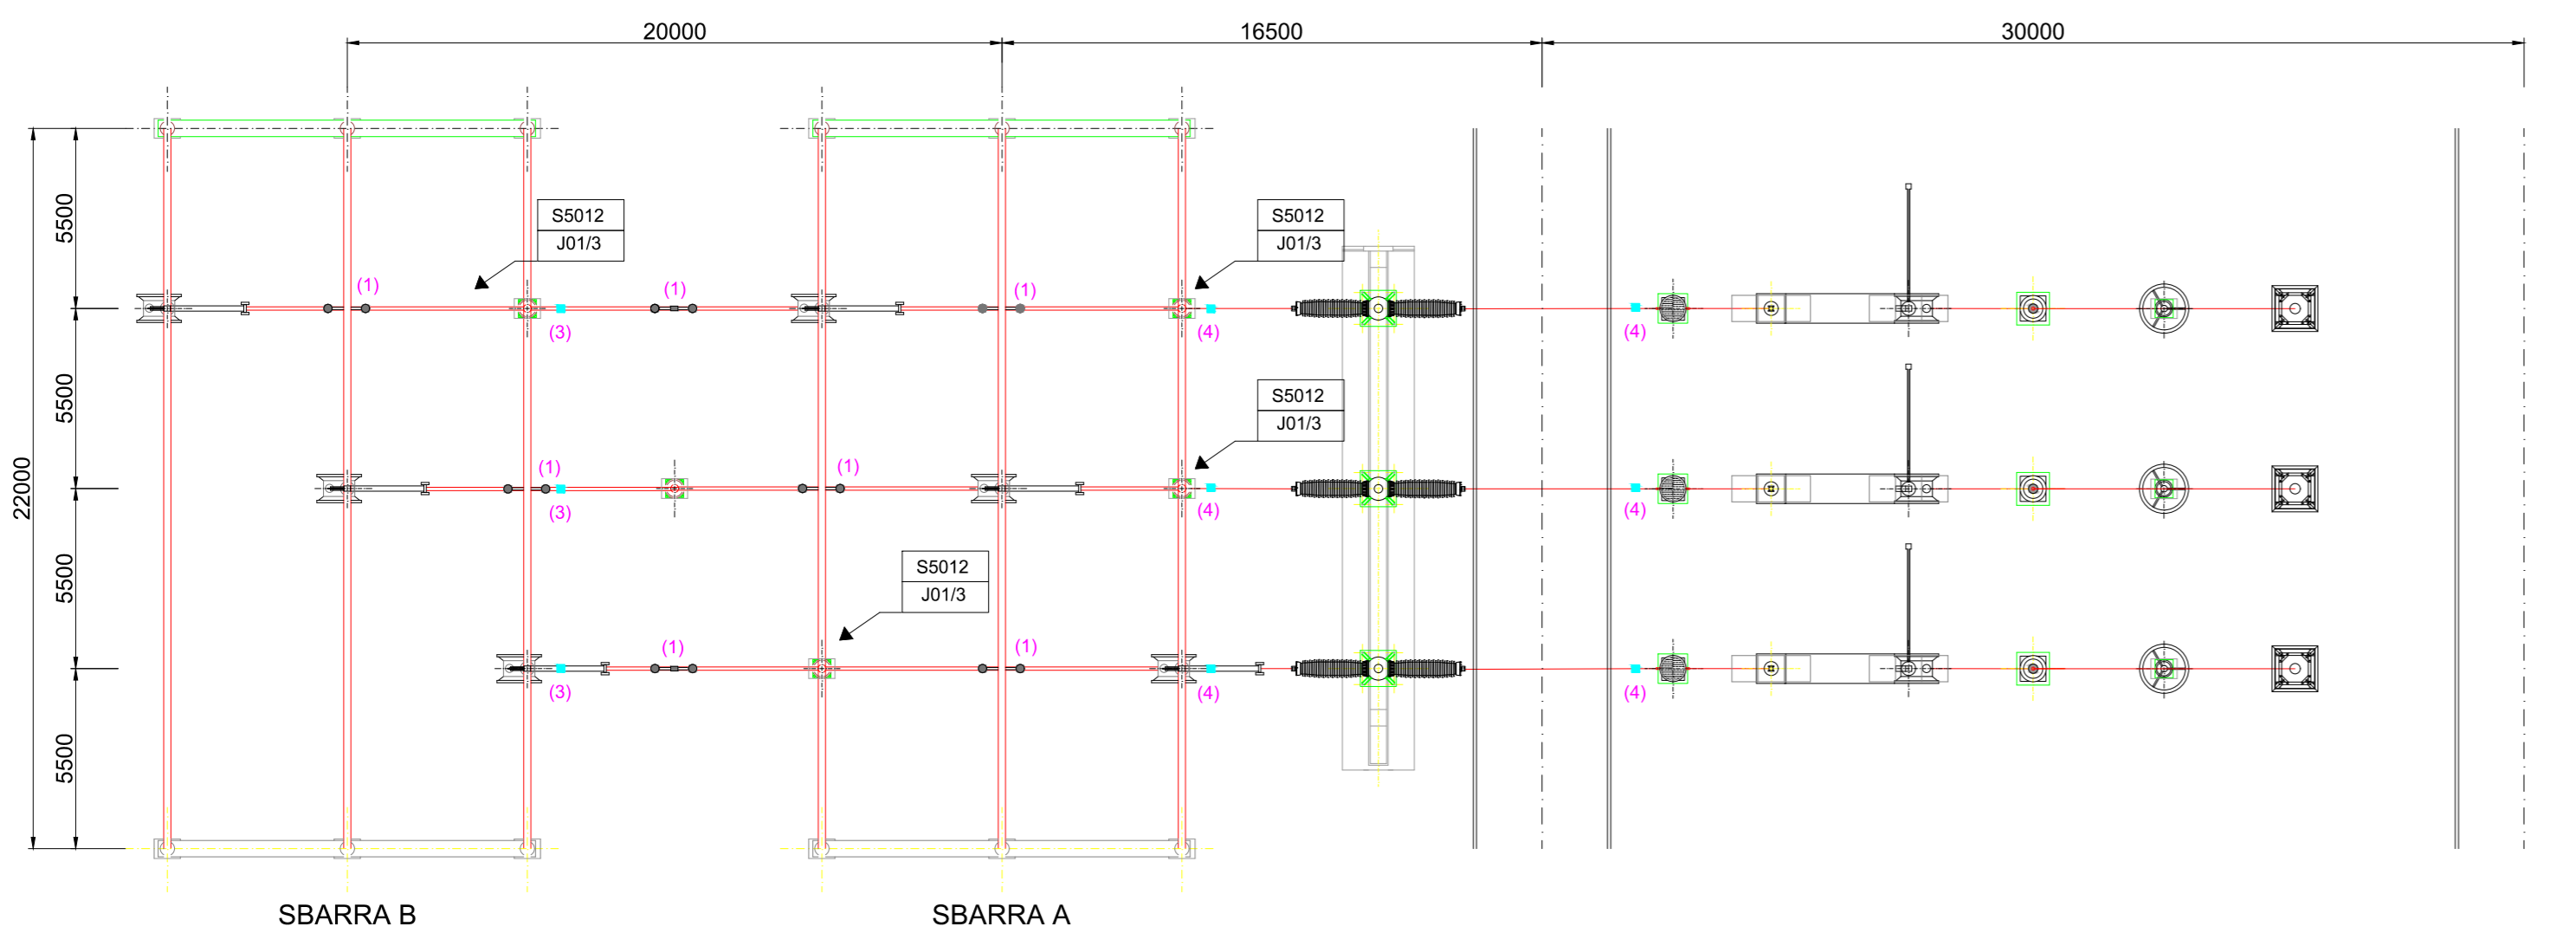 20000
16500
30000
5500
S5012
J01/3
S5012
J01/3
(1)
(1)
(1)
(3)
(4)
(4)
5500
S5012
J01/3
22000
(1)
(1)
(3)
(4)
(4)
5500
S5012
J01/3
(1)
(1)
(3)
(4)
(4)
5500
SBARRA B
SBARRA A